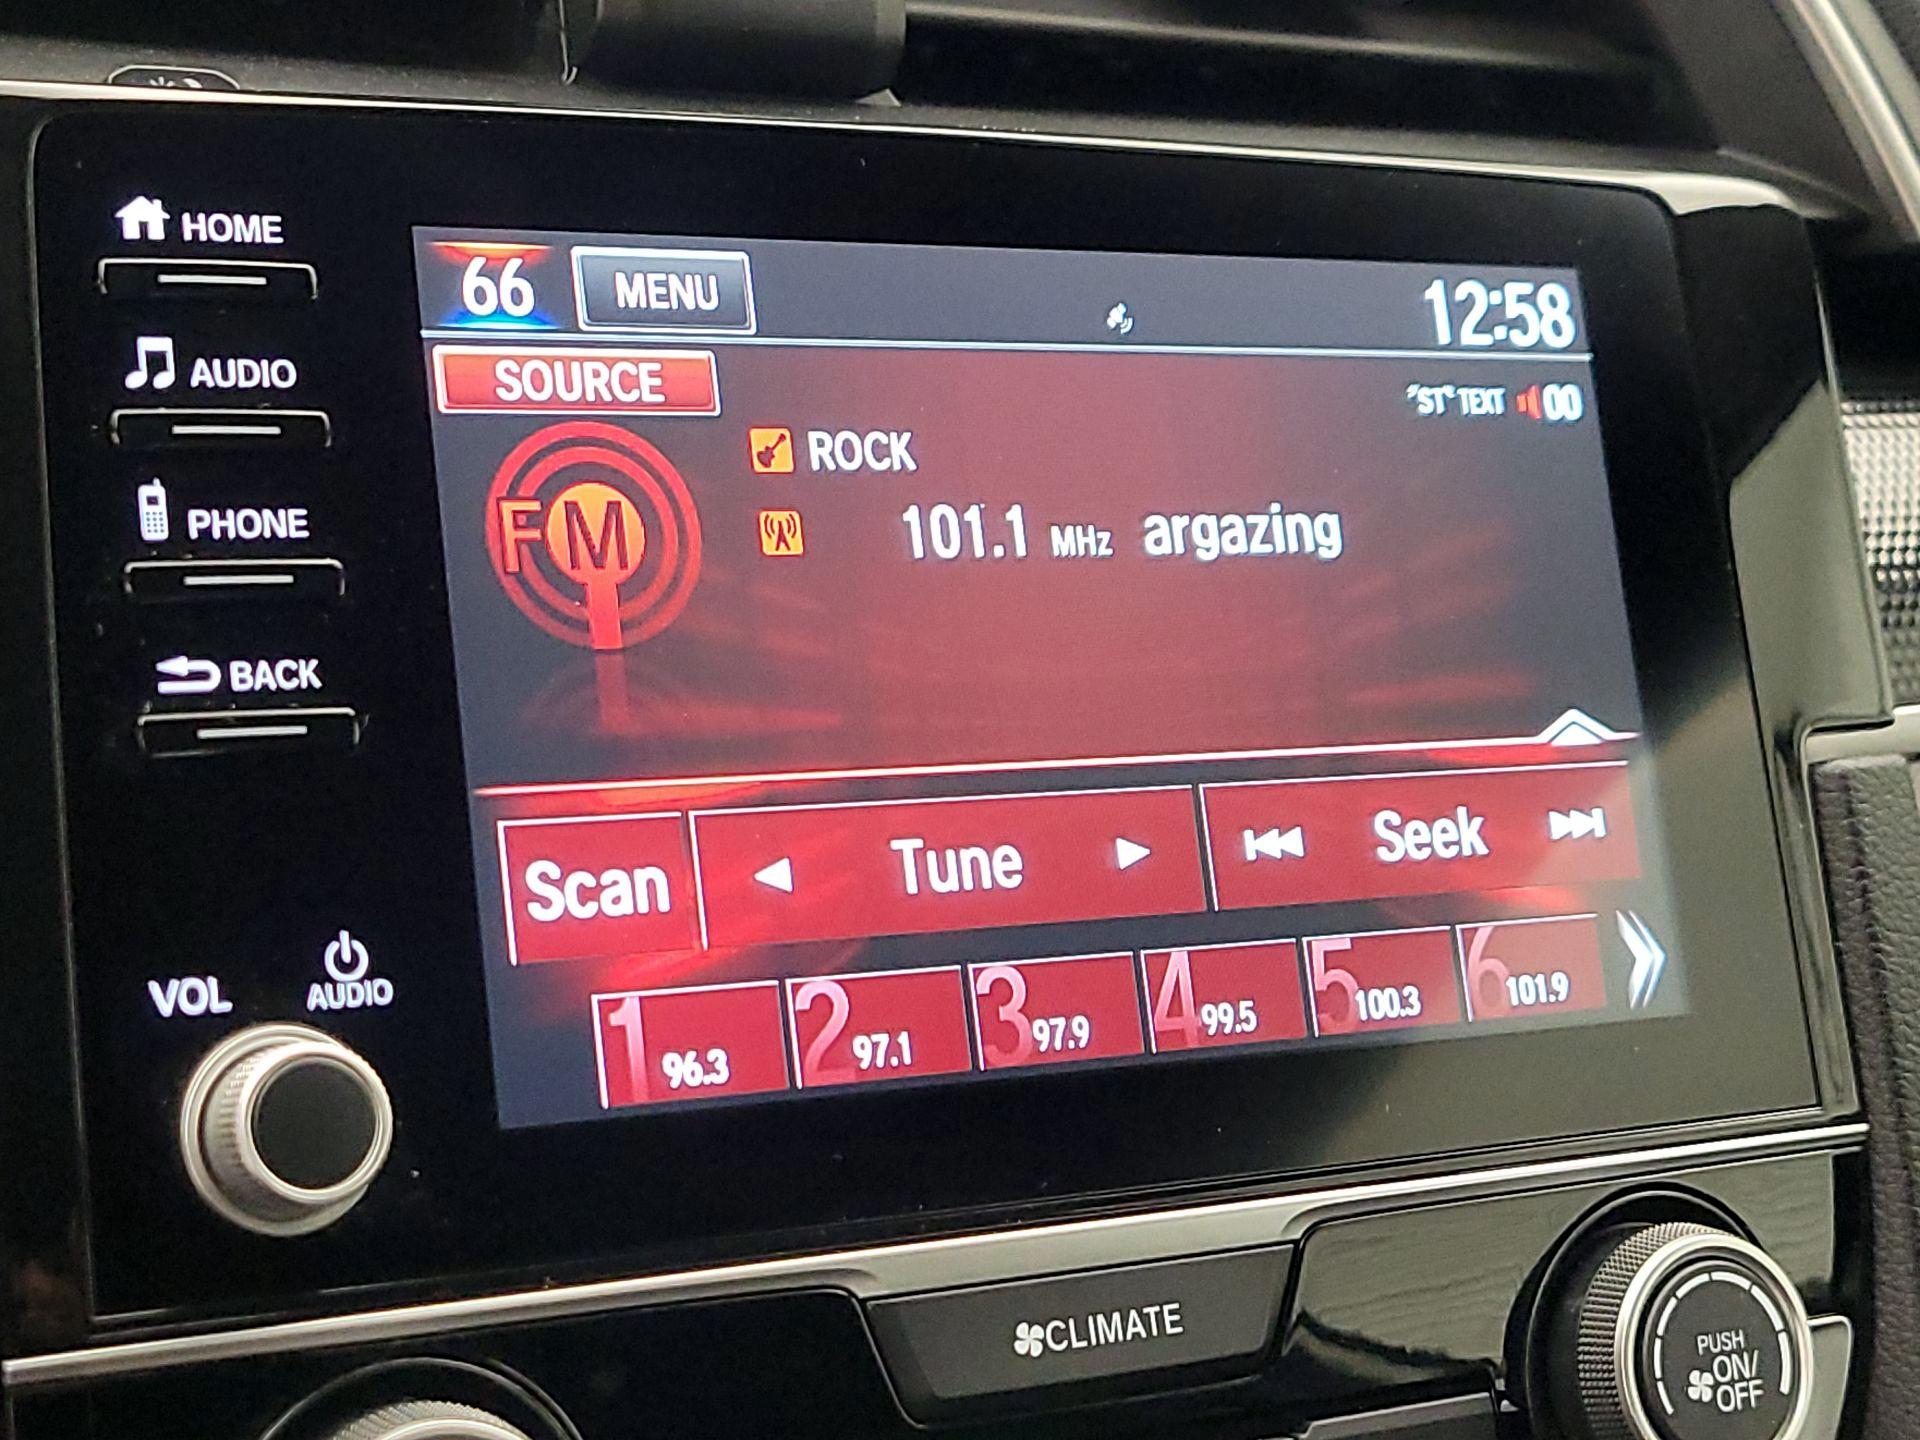 HOME
AUDIO
PHONE
BACK
VOL
AUDIO
66 MENU 12:58
SOURCE
"ST" TEXT 00
ROCK
FM
101.1 MHz argazing
Scan Tune Seek
1 96.3
2 97.1
3 97.9
4 99.5
5 100.3
6 101.9
CLIMATE
PUSH
ON/
OFF